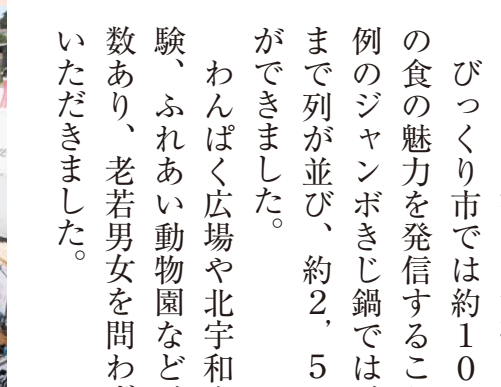 びっくり市では約10
の食の魅力を発信するこ
例のジャンボきじ鍋では
まで列が並び、約2,5
ができました。
わんぱく広場や北宇和
験、ふれあい動物園など
数あり、老若男女を問わ
いただきました。